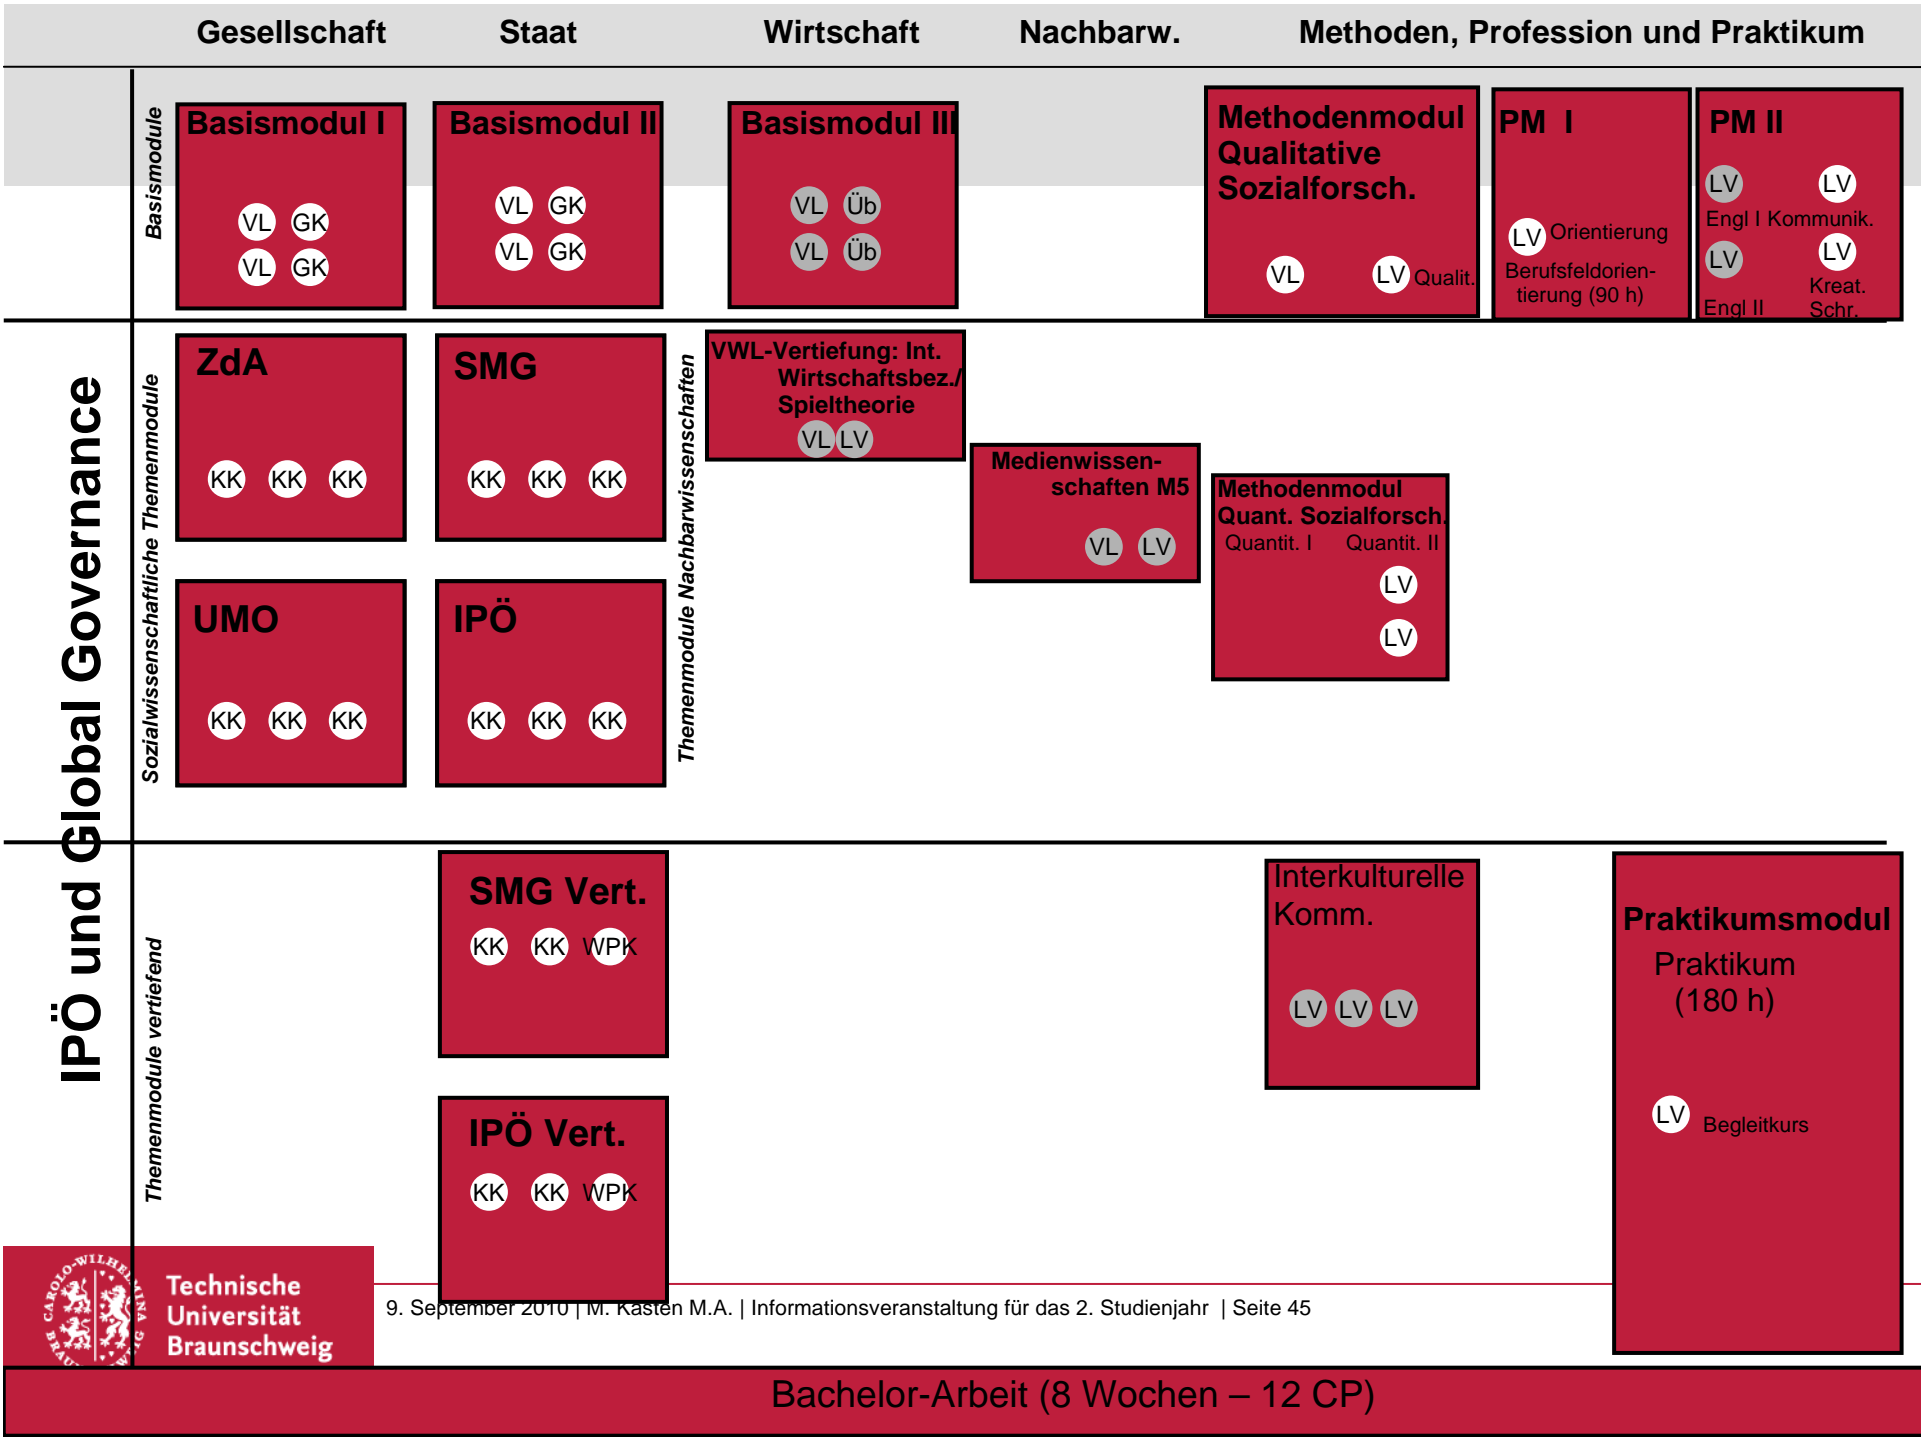 Gesellschaft Staat Wirtschaft Nachbarw. Methoden, Profession und Praktikum
IPÖ und Global Governance
Basismodule
Basismodul I
VL GK
VL GK
Basismodul II
VL GK
VL GK
Basismodul III
VL Üb
VL Üb
Methodenmodul
Qualitative
Sozialforsch.
VL LV Qualit.
PM I
LV Orientierung
Berufsfeldorien-
tierung (90 h)
PM II
LV LV
Engl I Kommunik.
LV LV
Engl II Kreat.
Schr.
Sozialwissenschaftliche Themenmodule
ZdA
KK KK KK
SMG
KK KK KK
UMO
KK KK KK
IPÖ
KK KK KK
Themenmodule Nachbarwissenschaften
VWL-Vertiefung: Int.
Wirtschaftsbez./
Spieltheorie
VL LV
Medienwissen-
schaften M5
VL LV
Methodenmodul
Quant. Sozialforsch.
Quantit. I Quantit. II
LV
LV
Themenmodule vertiefend
SMG Vert.
KK KK WPK
IPÖ Vert.
KK KK WPK
Interkulturelle
Komm.
LV LV LV
Praktikumsmodul
Praktikum
(180 h)
LV Begleitkurs
Technische
Universität
Braunschweig
9. September 2010 | M. Kasten M.A. | Informationsveranstaltung für das 2. Studienjahr | Seite 45
Bachelor-Arbeit (8 Wochen – 12 CP)